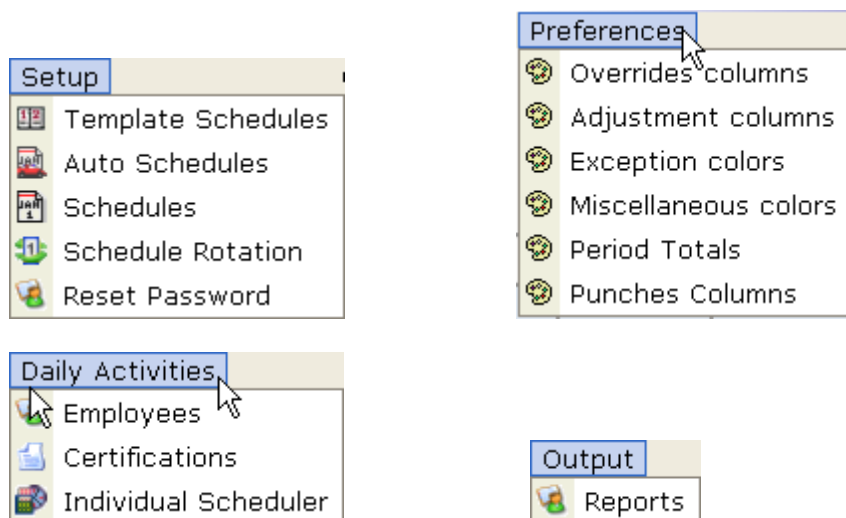 Setup
Template Schedules
Auto Schedules
Schedules
Schedule Rotation
Reset Password
Preferences
Overrides columns
Adjustment columns
Exception colors
Miscellaneous colors
Period Totals
Punches Columns
Daily Activities
Employees
Certifications
Individual Scheduler
Output
Reports